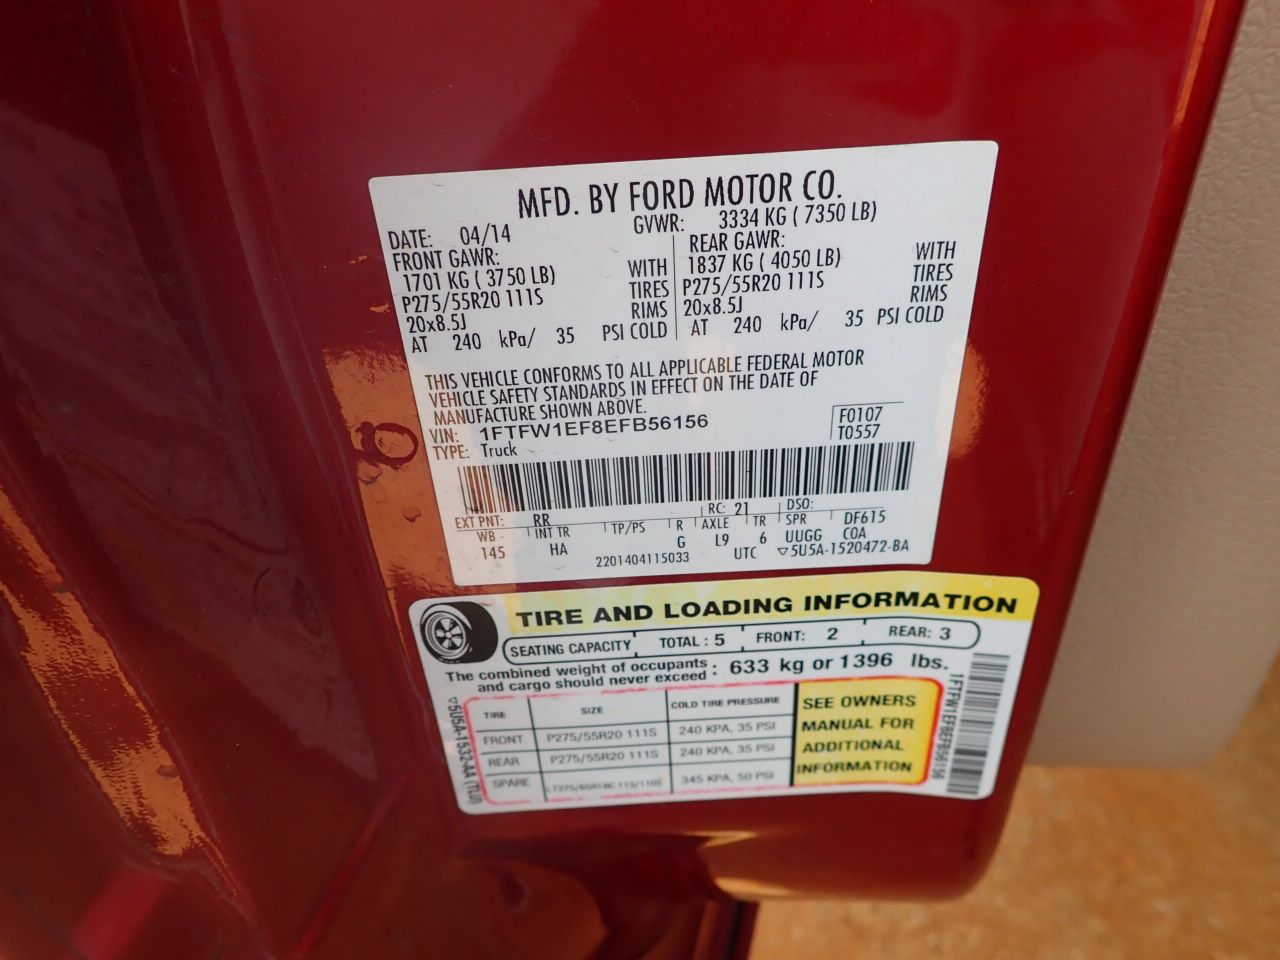 MFD. BY FORD MOTOR CO.
DATE: 04/14 GVWR: 3334 KG ( 7350 LB)
FRONT GAWR: REAR GAWR:
1701 KG ( 3750 LB) WITH 1837 KG ( 4050 LB) WITH
P275/55R20 111S TIRES P275/55R20 111S TIRES
20x8.5J RIMS 20x8.5J RIMS
AT 240 kPa/ 35 PSI COLD AT 240 kPa/ 35 PSI COLD
THIS VEHICLE CONFORMS TO ALL APPLICABLE FEDERAL MOTOR
VEHICLE SAFETY STANDARDS IN EFFECT ON THE DATE OF
MANUFACTURE SHOWN ABOVE.
VIN: 1FTFW1EF8EFB56156 F0107
TYPE: Truck T0557
EXT PNT: RR RC: 21 DSO:
WB INT TR TP/PS R AXLE TR SPR DF615
145 HA G L9 6 UUGG COA
2201404115033 UTC ▽5U5A-1520472-BA
TIRE AND LOADING INFORMATION
SEATING CAPACITY TOTAL : 5 FRONT: 2 REAR: 3
The combined weight of occupants
and cargo should never exceed : 633 kg or 1396 lbs.
TIRE SIZE COLD TIRE PRESSURE
FRONT P275/55R20 111S 240 KPA, 35 PSI
REAR P275/55R20 111S 240 KPA, 35 PSI
SPARE LT275/65R18C 113/110S 345 KPA, 50 PSI
SEE OWNERS
MANUAL FOR
ADDITIONAL
INFORMATION
▽5U5A-1532-AA (TLU)
1FTFW1EF8EFB56156